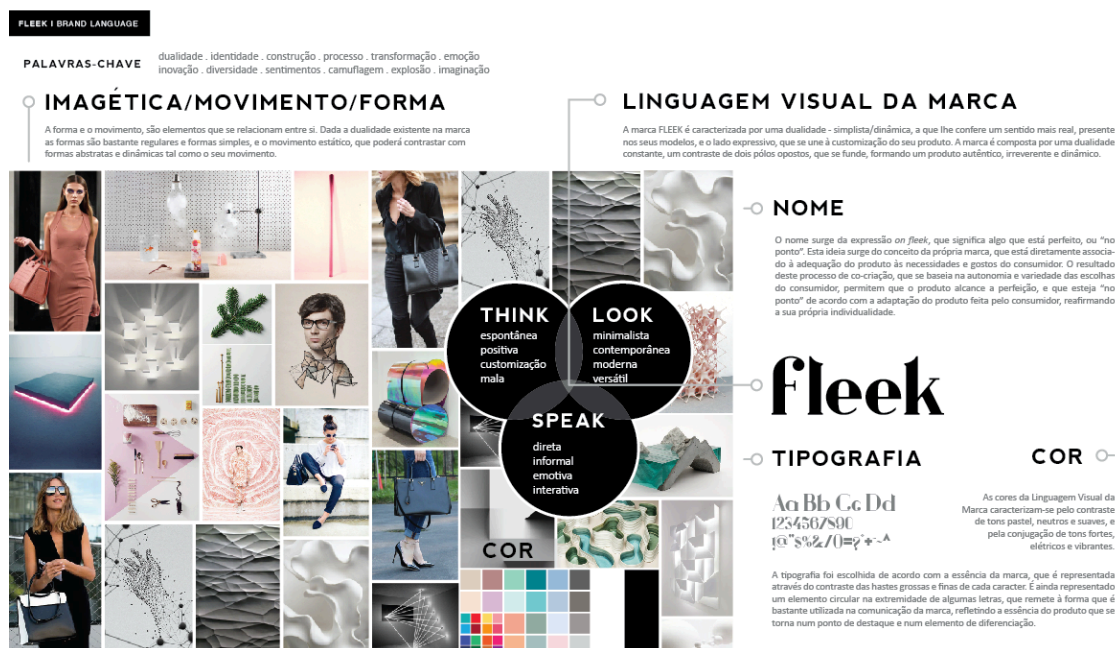 FLEEK I BRAND LANGUAGE
PALAVRAS-CHAVE
dualidade . identidade . construção . processo . transformação . emoção
inovação . diversidade . sentimentos . camuflagem . explosão . imaginação
IMAGÉTICA/MOVIMENTO/FORMA
A forma e o movimento, são elementos que se relacionam entre si. Dada a dualidade existente na marca
as formas são bastante regulares e formas simples, e o movimento estático, que poderá contrastar com
formas abstratas e dinâmicas tal como o seu movimento.
LINGUAGEM VISUAL DA MARCA
A marca FLEEK é caracterizada por uma dualidade - simplista/dinâmica, a que lhe confere um sentido mais real, presente
nos seus modelos, e o lado expressivo, que se une à customização do seu produto. A marca é composta por uma dualidade
constante, um contraste de dois pólos opostos, que se funde, formando um produto autêntico, irreverente e dinâmico.
NOME
O nome surge da expressão on fleek, que significa algo que está perfeito, ou “no
ponto”. Esta ideia surge do conceito da própria marca, que está diretamente associa-
do à adequação do produto às necessidades e gostos do consumidor. O resultado
deste processo de co-criação, que se baseia na autonomia e variedade das escolhas
do consumidor, permitem que o produto alcance a perfeição, e que esteja “no
ponto” de acordo com a adaptação do produto feita pelo consumidor, reafirmando
a sua própria individualidade.
THINK
espontânea
positiva
customização
mala
LOOK
minimalista
contemporânea
moderna
versátil
SPEAK
direta
informal
emotiva
interativa
COR
fleek
TIPOGRAFIA
Aa Bb Cc Dd
1234567890
!@"$%&/()=?*+-~^
A tipografia foi escolhida de acordo com a essência da marca, que é representada
através do contraste das hastes grossas e finas de cada caracter. É ainda representado
um elemento circular na extremidade de algumas letras, que remete à forma que é
bastante utilizada na comunicação da marca, refletindo a essência do produto que se
torna num ponto de destaque e num elemento de diferenciação.
COR
As cores da Linguagem Visual da
Marca caracterizam-se pelo contraste
de tons pastel, neutros e suaves, e
pela conjugação de tons fortes,
elétricos e vibrantes.